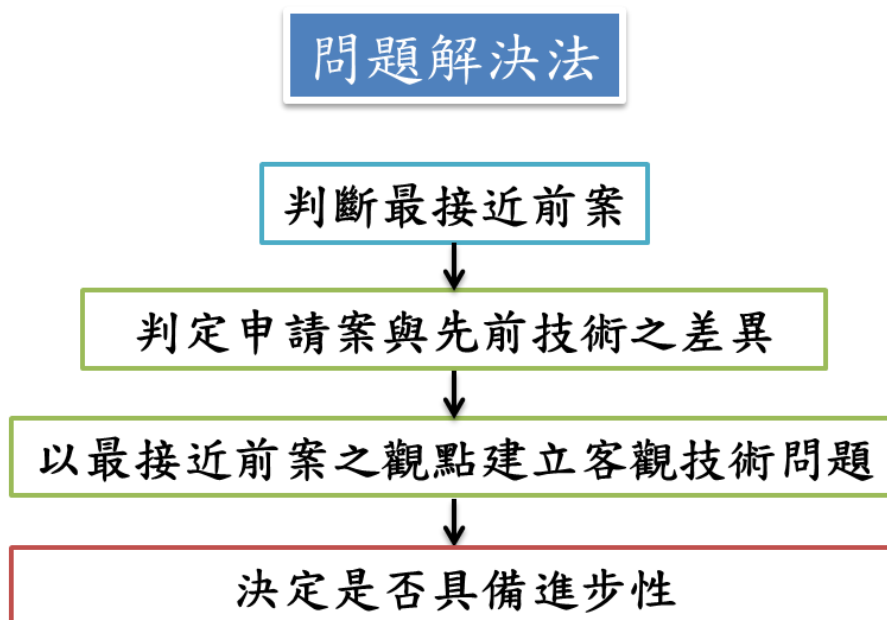 問題解決法
判斷最接近前案
判定申請案與先前技術之差異
以最接近前案之觀點建立客觀技術問題
決定是否具備進步性